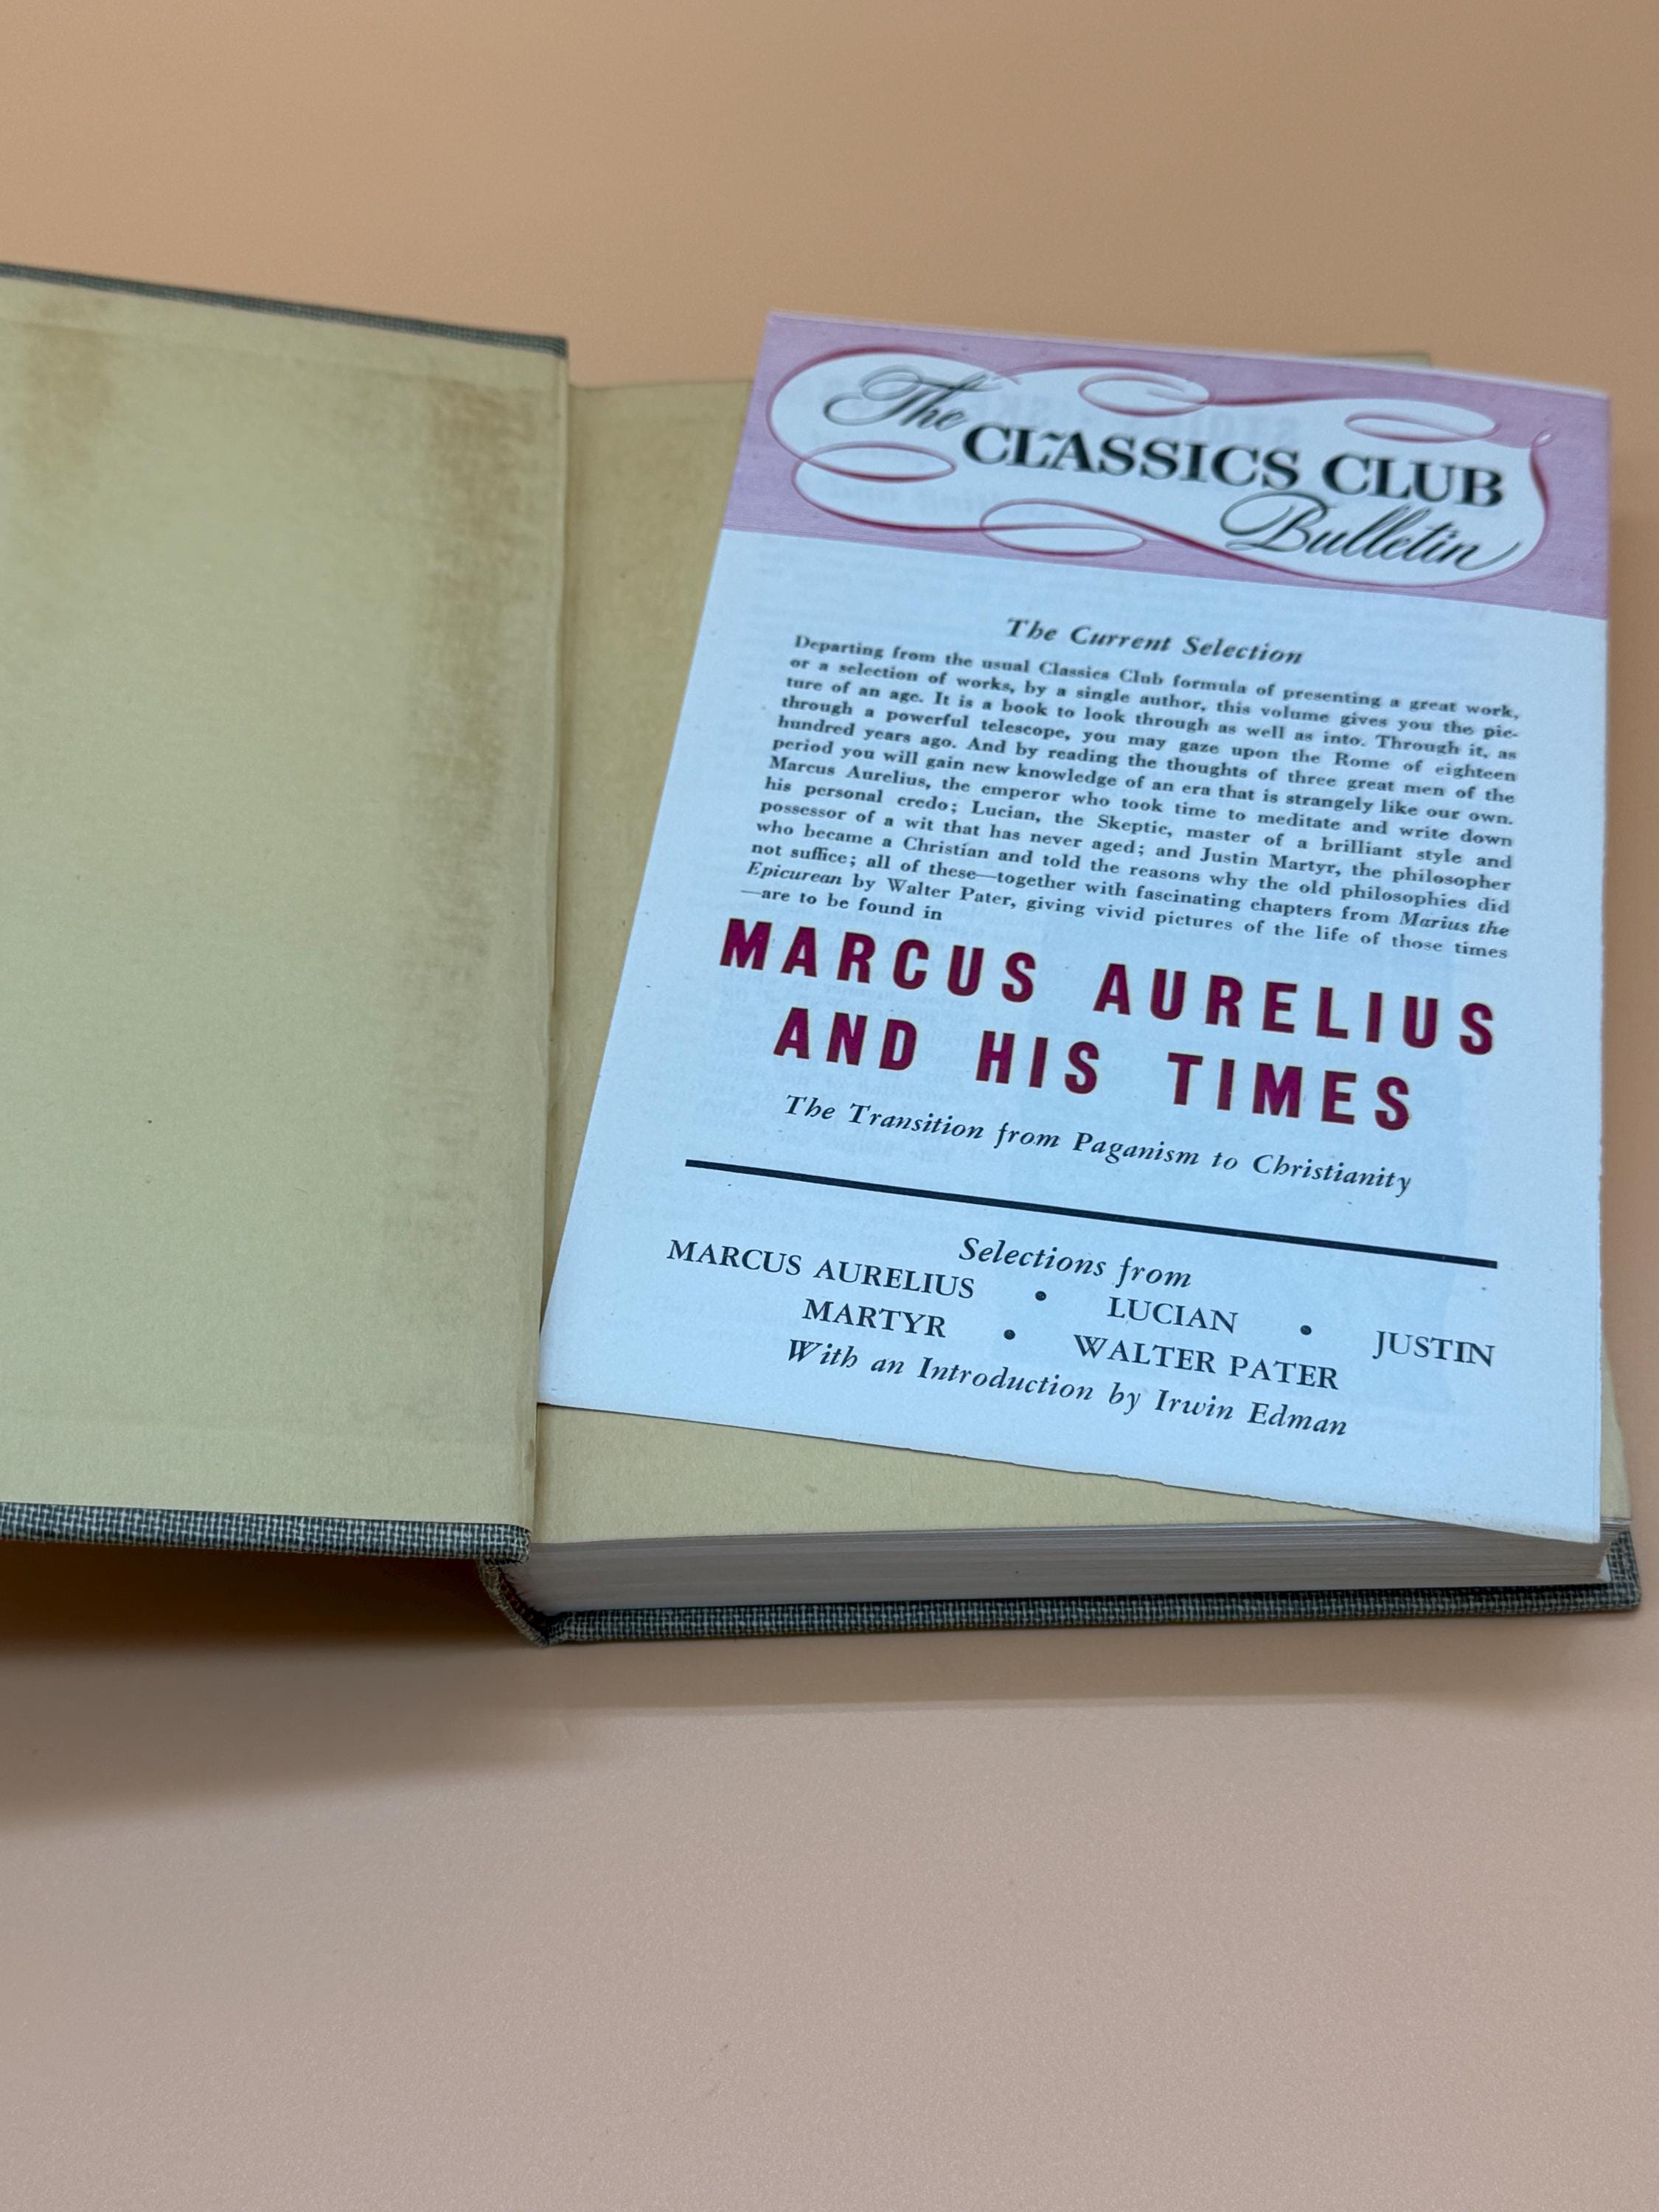 The
CLASSICS CLUB
Bulletin
The Current Selection
Departing from the usual Classics Club formula of presenting a great work,
or a selection of works, by a single author, this volume gives you the pic-
ture of an age. It is a book to look through as well as into. Through it, as
through a powerful telescope, you may gaze upon the Rome of eighteen
hundred years ago. And by reading the thoughts of three great men of the
period you will gain new knowledge of an era that is strangely like our own.
Marcus Aurelius, the emperor who took time to meditate and write down
his personal credo; Lucian, the Skeptic, master of a brilliant style and
possessor of a wit that has never aged; and Justin Martyr, the philosopher
who became a Christian and told the reasons why the old philosophies did
not suffice; all of these—together with fascinating chapters from Marius the
Epicurean by Walter Pater, giving vivid pictures of the life of those times
—are to be found in
MARCUS AURELIUS
AND HIS TIMES
The Transition from Paganism to Christianity
Selections from
MARCUS AURELIUS • LUCIAN • JUSTIN
MARTYR • WALTER PATER
With an Introduction by Irwin Edman